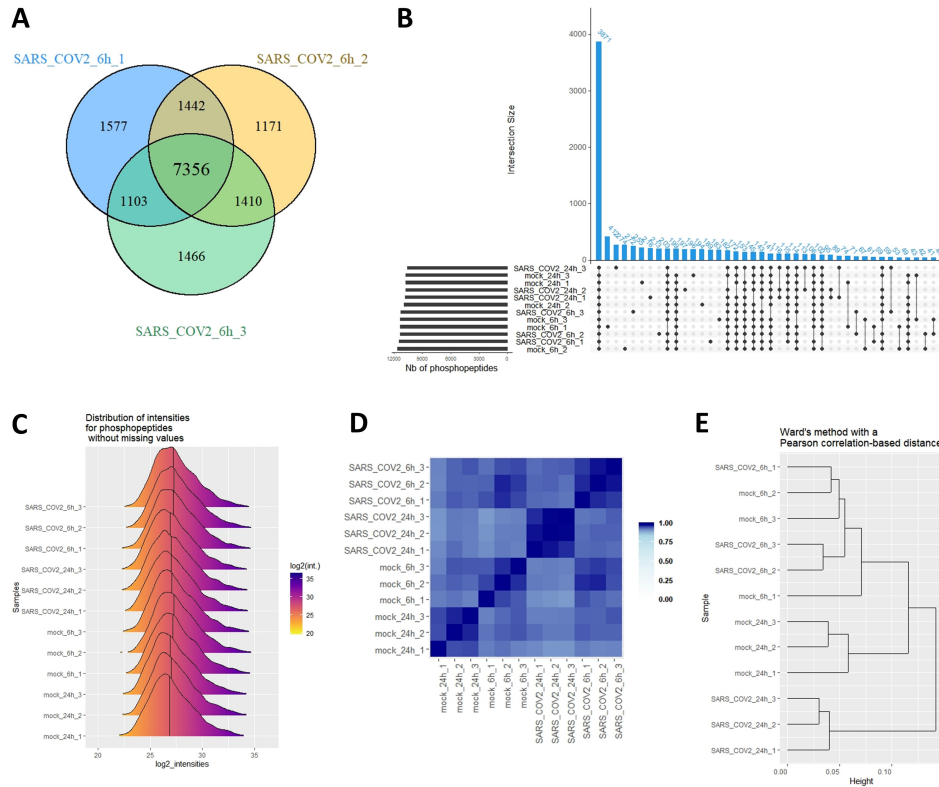 A
SARS_COV2_6h_1
SARS_COV2_6h_2
1577
1442
1171
7356
1103
1410
1466
SARS_COV2_6h_3
B
Intersection Size
4000
3000
2000
1000
0
3871
SARS_COV2_24h_3
mock_24h_3
mock_24h_1
SARS_COV2_24h_2
SARS_COV2_24h_1
mock_24h_2
SARS_COV2_6h_3
mock_6h_3
mock_6h_1
SARS_COV2_6h_2
SARS_COV2_6h_1
mock_6h_2
12000 9000 6000 3000 0
Nb of phosphopeptides
C
Distribution of intensities
for phosphopeptides
without missing values
Samples
SARS_COV2_6h_3
SARS_COV2_6h_2
SARS_COV2_6h_1
SARS_COV2_24h_3
SARS_COV2_24h_2
SARS_COV2_24h_1
mock_6h_3
mock_6h_2
mock_6h_1
mock_24h_3
mock_24h_2
mock_24h_1
20 25 30 35
log2_intensities
log2(int.)
35
30
25
20
D
SARS_COV2_6h_3
SARS_COV2_6h_2
SARS_COV2_6h_1
SARS_COV2_24h_3
SARS_COV2_24h_2
SARS_COV2_24h_1
mock_6h_3
mock_6h_2
mock_6h_1
mock_24h_3
mock_24h_2
mock_24h_1
mock_24h_1
mock_24h_2
mock_24h_3
mock_6h_1
mock_6h_2
mock_6h_3
SARS_COV2_24h_1
SARS_COV2_24h_2
SARS_COV2_24h_3
SARS_COV2_6h_1
SARS_COV2_6h_2
SARS_COV2_6h_3
1.00
0.75
0.50
0.25
0.00
E
Ward's method with a
Pearson correlation-based distance
Sample
SARS_COV2_6h_1
mock_6h_2
mock_6h_3
SARS_COV2_6h_3
SARS_COV2_6h_2
mock_6h_1
mock_24h_3
mock_24h_2
mock_24h_1
SARS_COV2_24h_3
SARS_COV2_24h_2
SARS_COV2_24h_1
0.00 0.05 0.10
Height